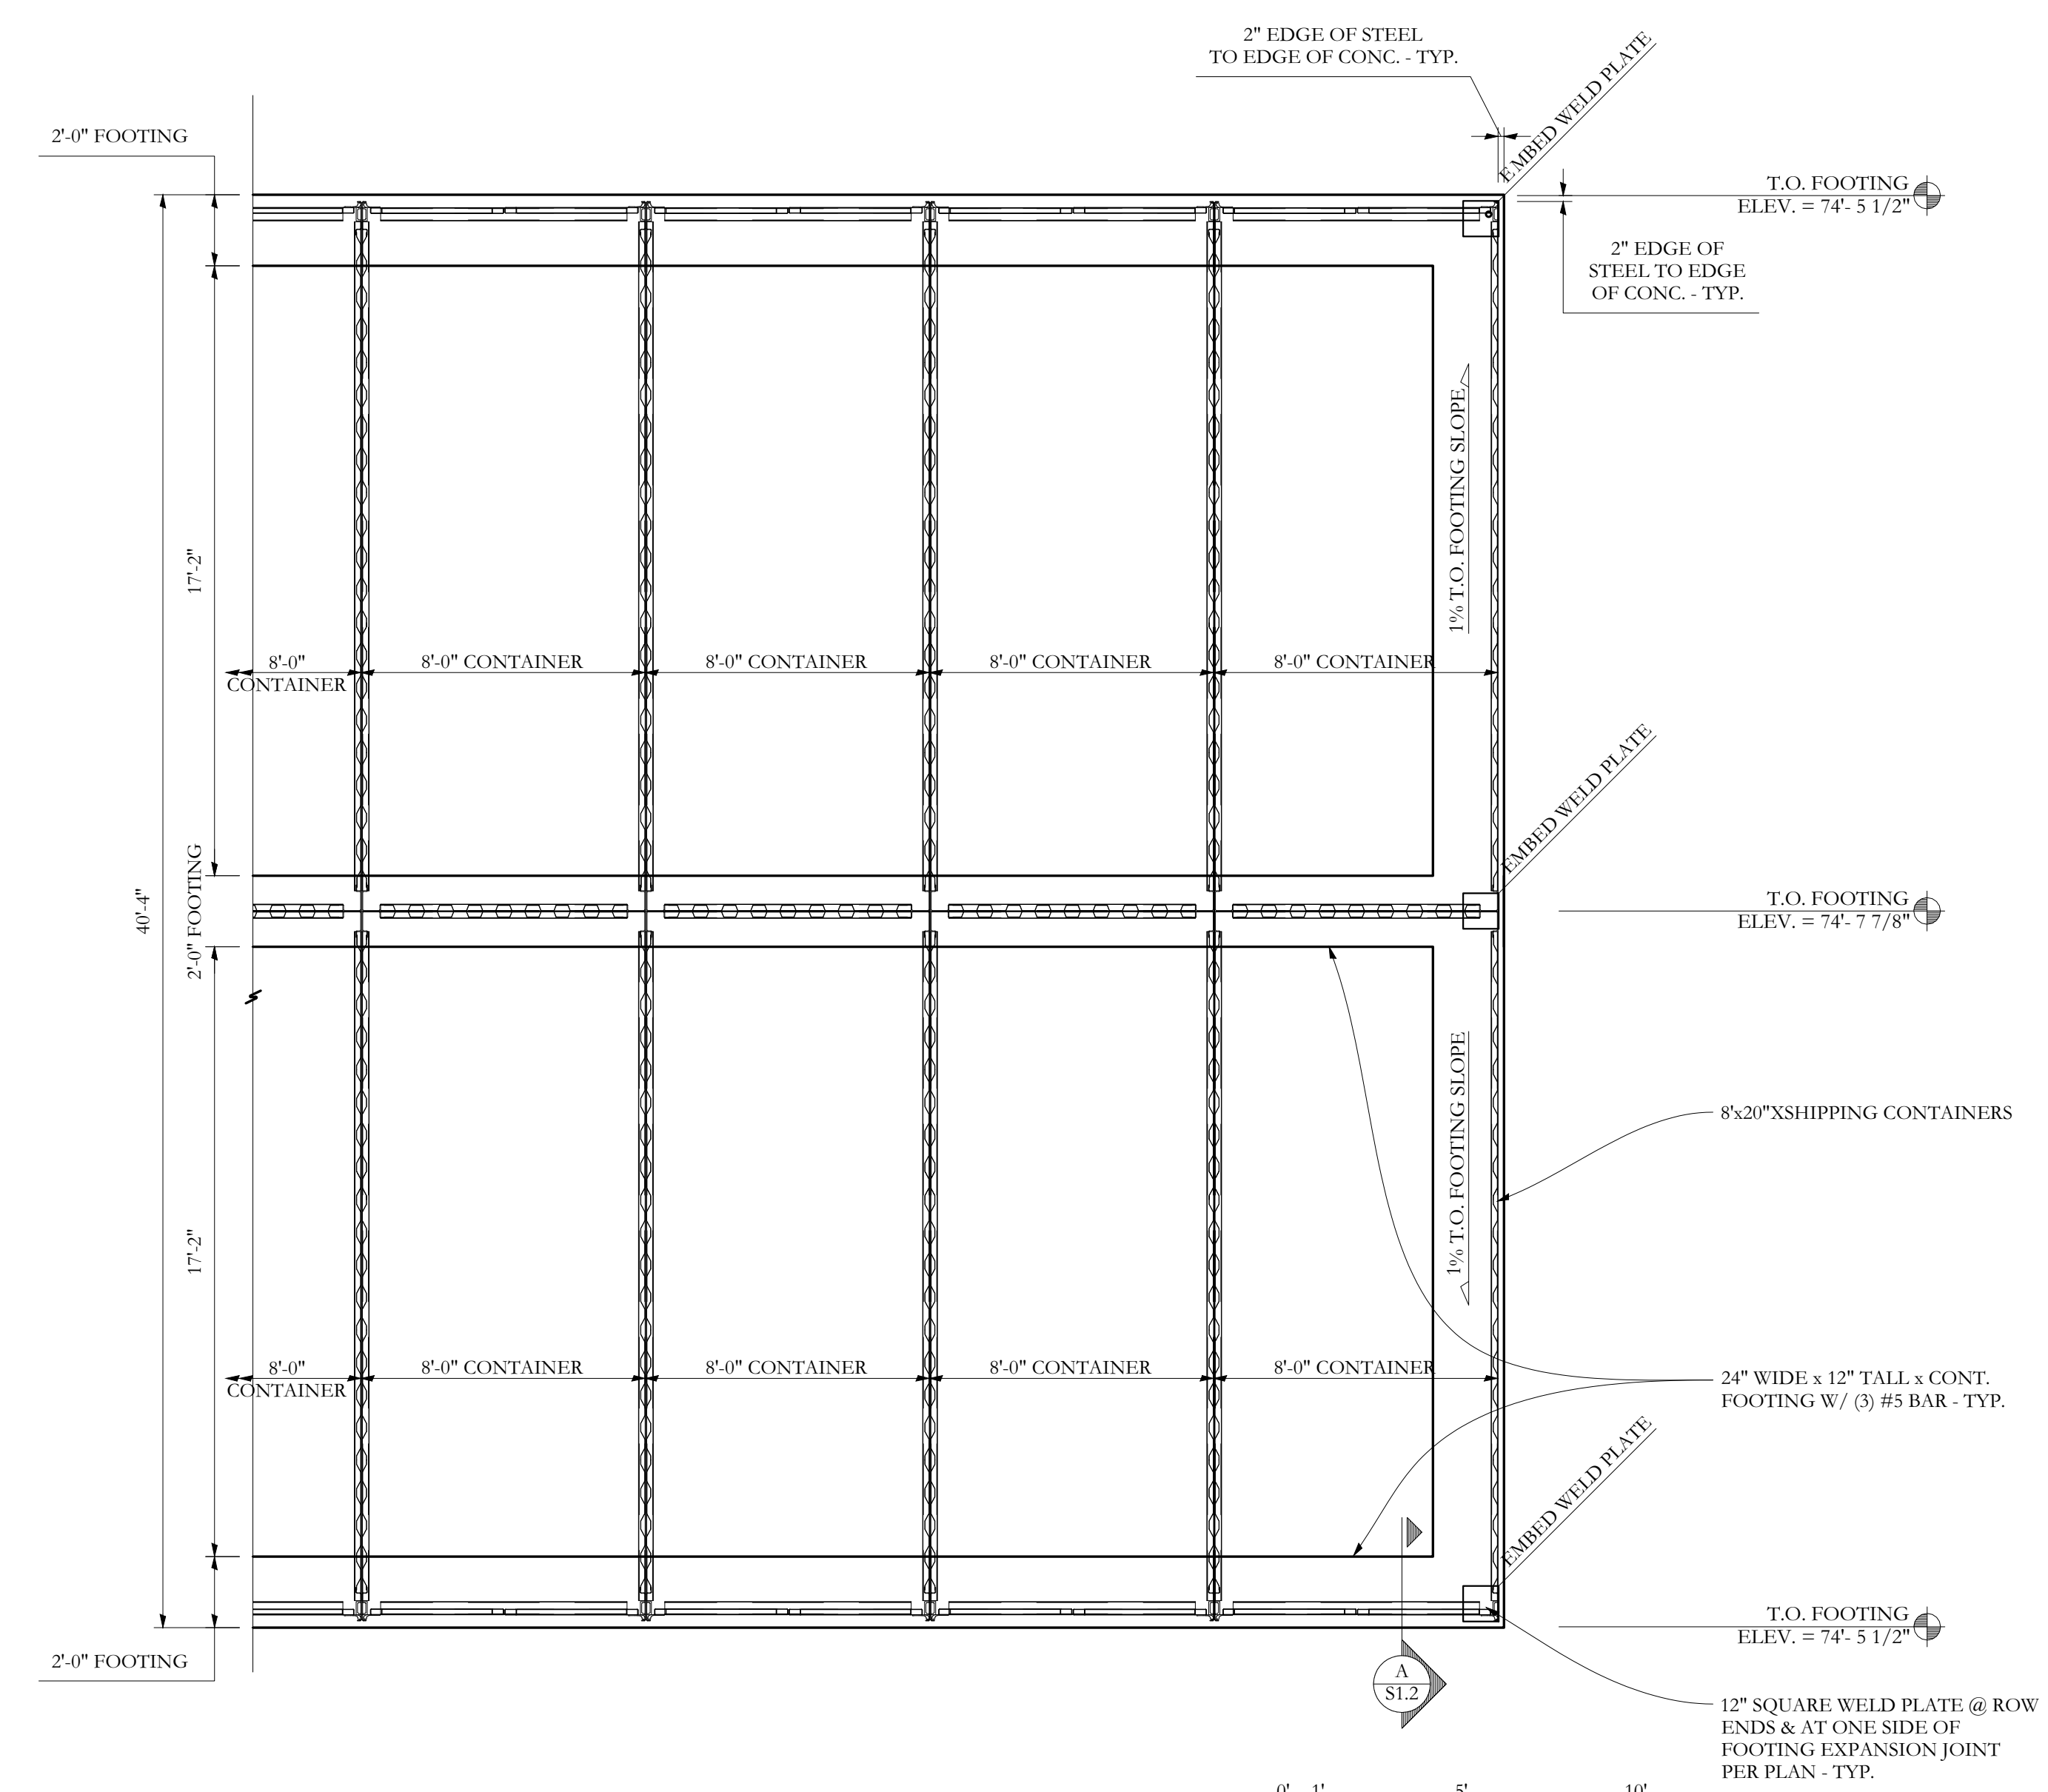 2" EDGE OF STEEL
TO EDGE OF CONC. - TYP.
EMBED WELD PLATE
2'-0" FOOTING
T.O. FOOTING
ELEV. = 74'- 5 1/2"
2" EDGE OF
STEEL TO EDGE
OF CONC. - TYP.
1% T.O. FOOTING SLOPE
17'-2"
8'-0"
CONTAINER
8'-0" CONTAINER
8'-0" CONTAINER
8'-0" CONTAINER
8'-0" CONTAINER
EMBED WELD PLATE
40'-4"
2'-0" FOOTING
T.O. FOOTING
ELEV. = 74'- 7 7/8"
1% T.O. FOOTING SLOPE
8'x20"XSHIPPING CONTAINERS
17'-2"
8'-0"
CONTAINER
8'-0" CONTAINER
8'-0" CONTAINER
8'-0" CONTAINER
8'-0" CONTAINER
24" WIDE x 12" TALL x CONT.
FOOTING W/ (3) #5 BAR - TYP.
EMBED WELD PLATE
T.O. FOOTING
ELEV. = 74'- 5 1/2"
2'-0" FOOTING
A
S1.2
12" SQUARE WELD PLATE @ ROW
ENDS & AT ONE SIDE OF
FOOTING EXPANSION JOINT
PER PLAN - TYP.
0' 1' 5' 10'